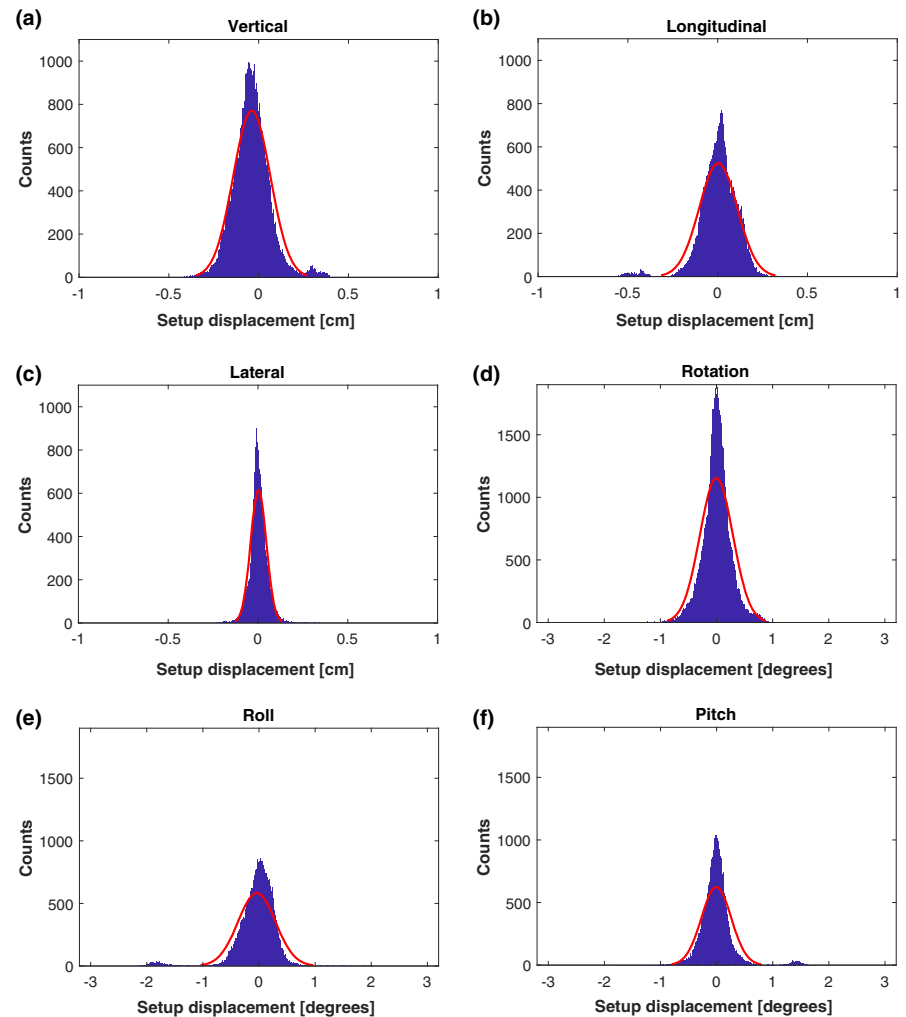 (a)
Vertical
1000
800
600
400
200
0
Counts
-1
-0.5
0
0.5
1
Setup displacement [cm]
(b)
Longitudinal
1000
800
600
400
200
0
Counts
-1
-0.5
0
0.5
1
Setup displacement [cm]
(c)
Lateral
1000
800
600
400
200
0
Counts
-1
-0.5
0
0.5
1
Setup displacement [cm]
(d)
Rotation
1500
1000
500
0
Counts
-3
-2
-1
0
1
2
3
Setup displacement [degrees]
(e)
Roll
1500
1000
500
0
Counts
-3
-2
-1
0
1
2
3
Setup displacement [degrees]
(f)
Pitch
1500
1000
500
0
Counts
-3
-2
-1
0
1
2
3
Setup displacement [degrees]